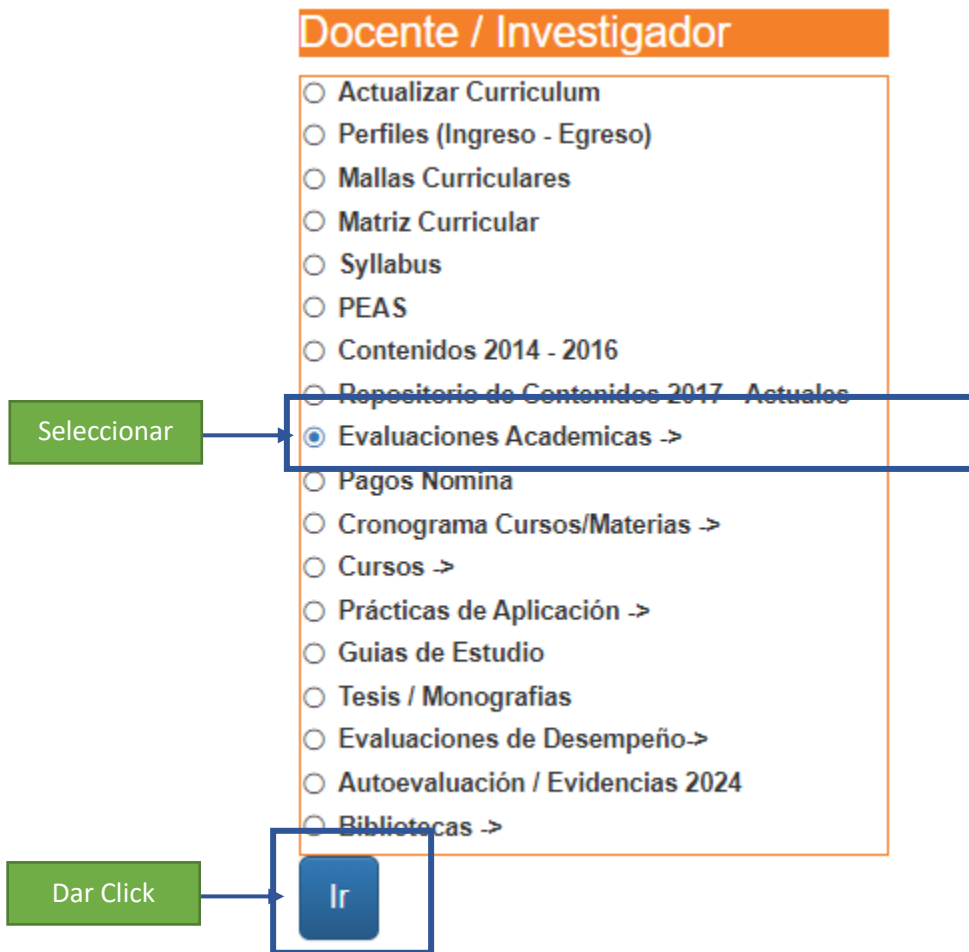 Docente / Investigador
Actualizar Curriculum
Perfiles (Ingreso - Egreso)
Mallas Curriculares
Matriz Curricular
Syllabus
PEAS
Contenidos 2014 - 2016
Repositorio de Contenidos 2017 - Actuales
Seleccionar
Evaluaciones Academicas ->
Pagos Nomina
Cronograma Cursos/Materias ->
Cursos ->
Prácticas de Aplicación ->
Guias de Estudio
Tesis / Monografias
Evaluaciones de Desempeño->
Autoevaluación / Evidencias 2024
Bibliotecas ->
Dar Click
Ir